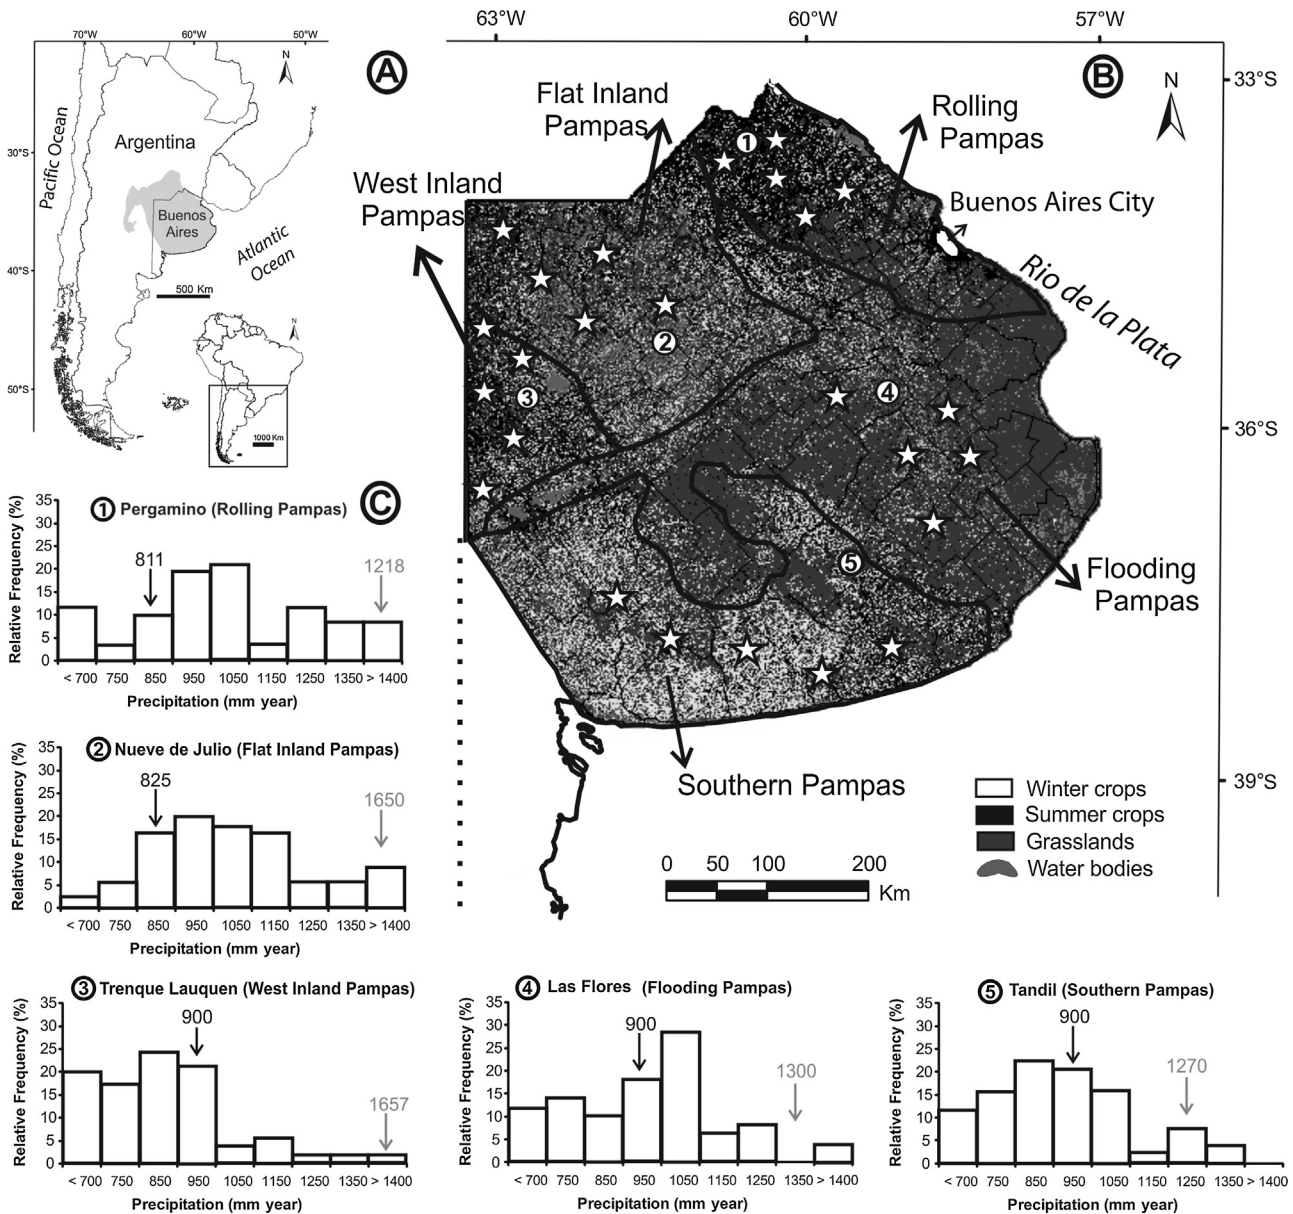 70°W 60°W 50°W
N
Pacific Ocean
30°S
Argentina
Buenos
Aires
Atlantic
Ocean
40°S
500 Km
N
50°S
1000 Km
A
63°W 60°W 57°W
B
33°S
N
Flat Inland
Pampas
Rolling
Pampas
West Inland
Pampas
Buenos Aires City
Rio de la Plata
1
2
3
4
5
36°S
Flooding
Pampas
Southern Pampas
39°S
Winter crops
Summer crops
Grasslands
Water bodies
0 50 100 200
Km
C
1 Pergamino (Rolling Pampas)
Relative Frequency (%)
35
30
25
20
15
10
5
0
811
1218
< 700 750 850 950 1050 1150 1250 1350 > 1400
Precipitation (mm year)
2 Nueve de Julio (Flat Inland Pampas)
Relative Frequency (%)
35
30
25
20
15
10
5
0
825
1650
< 700 750 850 950 1050 1150 1250 1350 > 1400
Precipitation (mm year)
3 Trenque Lauquen (West Inland Pampas)
Relative Frequency (%)
35
30
25
20
15
10
5
0
900
1657
< 700 750 850 950 1050 1150 1250 1350 > 1400
Precipitation (mm year)
4 Las Flores (Flooding Pampas)
Relative Frequency (%)
35
30
25
20
15
10
5
0
900
1300
< 700 750 850 950 1050 1150 1250 1350 > 1400
Precipitation (mm year)
5 Tandil (Southern Pampas)
Relative Frequency (%)
35
30
25
20
15
10
5
0
900
1270
< 700 750 850 950 1050 1150 1250 1350 > 1400
Precipitation (mm year)